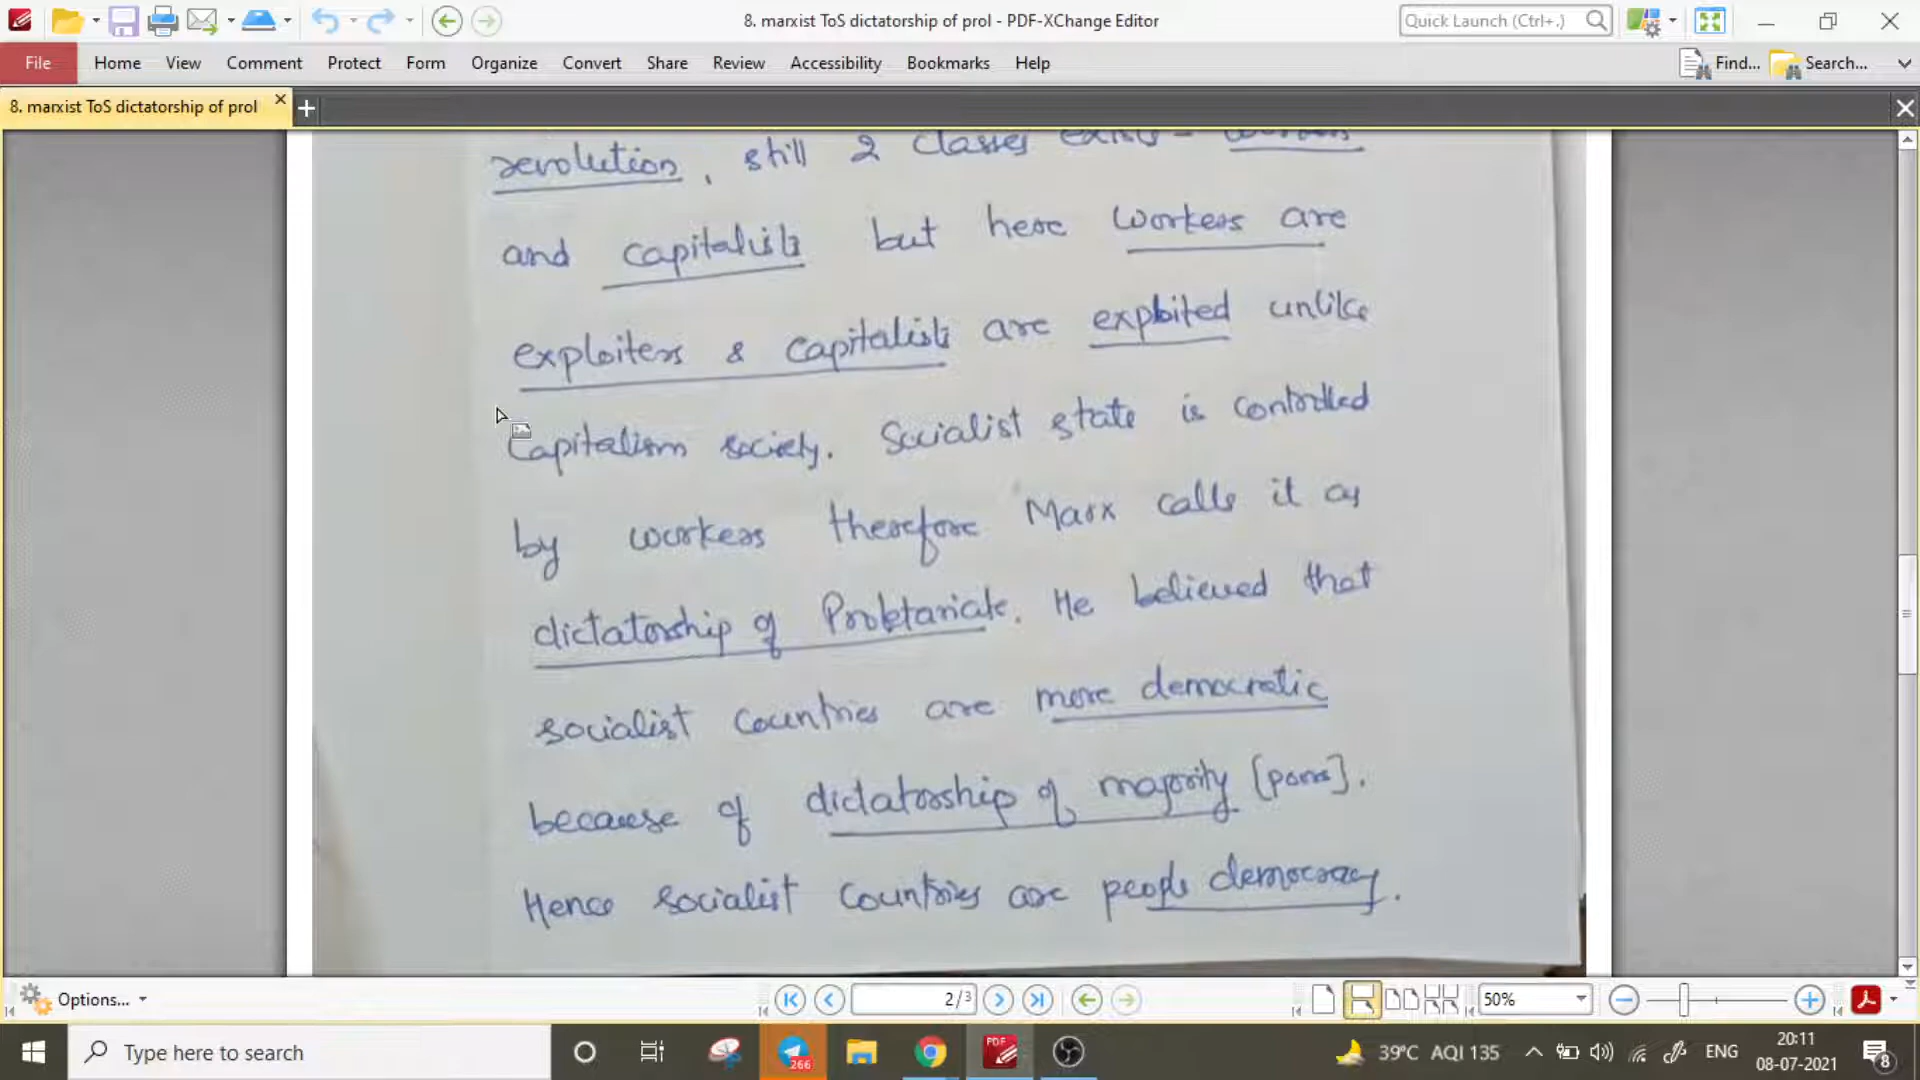 8. marxist ToS dictatorship of prol - PDF-XChange Editor
Quick Launch (Ctrl+.)
File Home View Comment Protect Form Organize Convert Share Review Accessibility Bookmarks Help
Find... Search...
8. marxist ToS dictatorship of prol
revolution, still 2 classes exists - workers
and capitalists but here workers are
exploiters & capitalists are exploited unlike
Capitalism society. Socialist state is controlled
by workers therefore Marx calls it as
dictatorship of Proletariate. He believed that
socialist countries are more democratic
because of dictatorship of majority [poors].
Hence socialist countries are people democracy.
Options...
2/3
50%
Type here to search
266
PDF
39°C AQI 135
ENG
20:11
08-07-2021
8